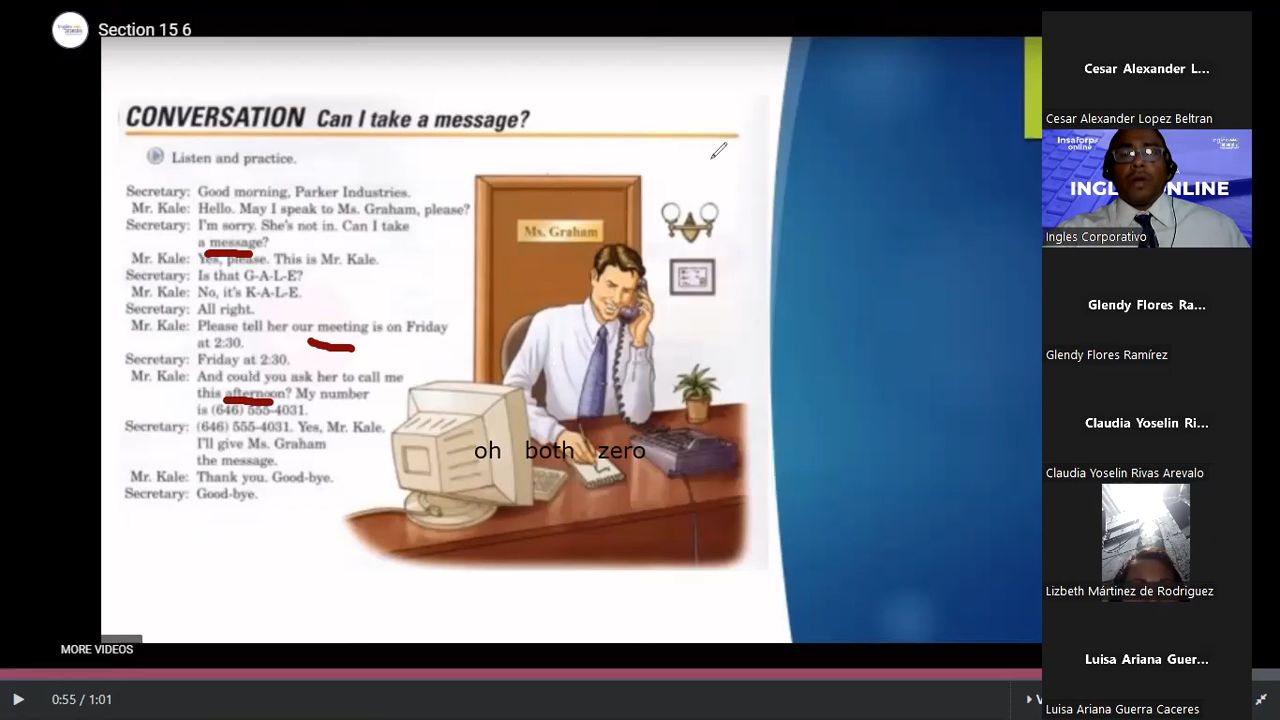 Section 15 6
CONVERSATION Can I take a message?
Listen and practice.
Secretary: Good morning, Parker Industries.
Mr. Kale: Hello. May I speak to Ms. Graham, please?
Secretary: I'm sorry. She's not in. Can I take
a message?
Mr. Kale: Yes, please. This is Mr. Kale.
Secretary: Is that G-A-L-E?
Mr. Kale: No, it's K-A-L-E.
Secretary: All right.
Mr. Kale: Please tell her our meeting is on Friday
at 2:30.
Secretary: Friday at 2:30.
Mr. Kale: And could you ask her to call me
this afternoon? My number
is (646) 555-4031.
Secretary: (646) 555-4031. Yes, Mr. Kale.
I'll give Ms. Graham
the message.
Mr. Kale: Thank you. Good-bye.
Secretary: Good-bye.
Ms. Graham
oh both zero
MORE VIDEOS
0:55 / 1:01
Cesar Alexander L...
Cesar Alexander Lopez Beltran
Insaforp
online
INGL ONLINE
Ingles Corporativo
Glendy Flores Ra...
Glendy Flores Ramírez
Claudia Yoselin Ri...
Claudia Yoselin Rivas Arevalo
Lizbeth Mártinez de Rodriguez
Luisa Ariana Guer...
Luisa Ariana Guerra Caceres